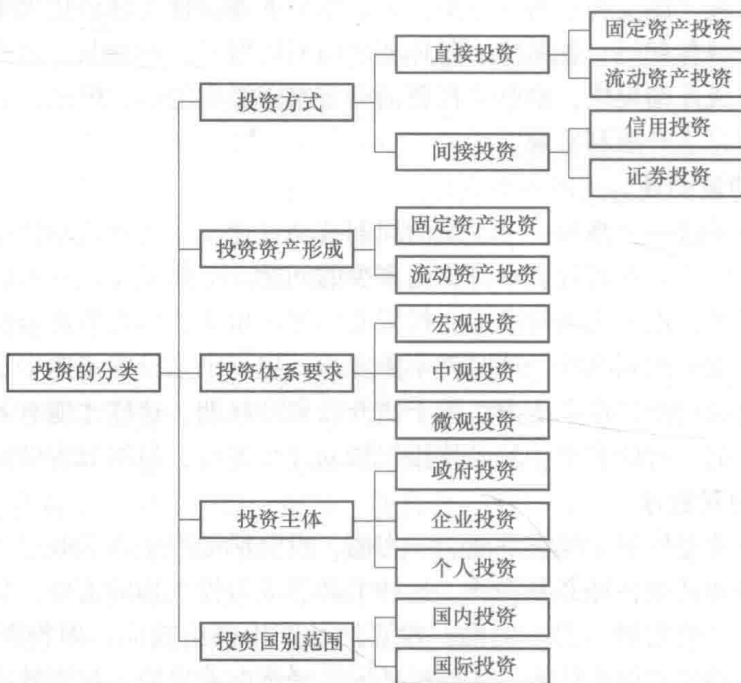 固定资产投资
直接投资
流动资产投资
投资方式
信用投资
间接投资
证券投资
固定资产投资
投资资产形成
流动资产投资
宏观投资
投资的分类
投资体系要求
中观投资
微观投资
政府投资
投资主体
企业投资
个人投资
国内投资
投资国别范围
国际投资